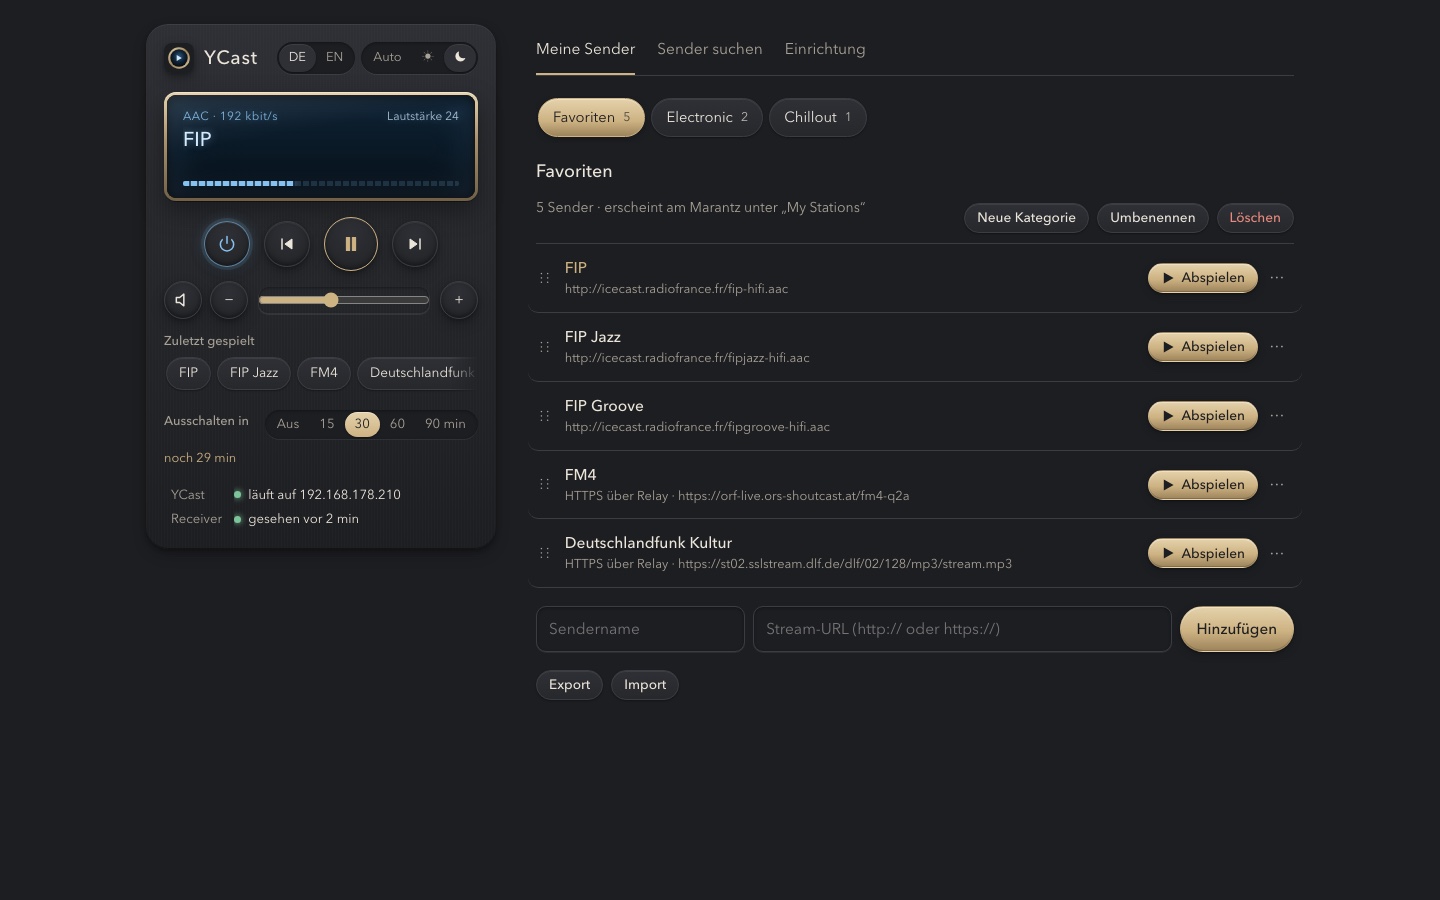 YCast DE EN Auto
AAC · 192 kbit/s Lautstärke 24
FIP
Zuletzt gespielt
FIP FIP Jazz FM4 Deutschlandfunk
Ausschalten in Aus 15 30 60 90 min
noch 29 min
YCast läuft auf 192.168.178.210
Receiver gesehen vor 2 min
Meine Sender Sender suchen Einrichtung
Favoriten 5 Electronic 2 Chillout 1
Favoriten
5 Sender · erscheint am Marantz unter „My Stations“
Neue Kategorie Umbenennen Löschen
FIP
http://icecast.radiofrance.fr/fip-hifi.aac
Abspielen
FIP Jazz
http://icecast.radiofrance.fr/fipjazz-hifi.aac
Abspielen
FIP Groove
http://icecast.radiofrance.fr/fipgroove-hifi.aac
Abspielen
FM4
HTTPS über Relay · https://orf-live.ors-shoutcast.at/fm4-q2a
Abspielen
Deutschlandfunk Kultur
HTTPS über Relay · https://st02.sslstream.dlf.de/dlf/02/128/mp3/stream.mp3
Abspielen
Sendername Stream-URL (http:// oder https://) Hinzufügen
Export Import